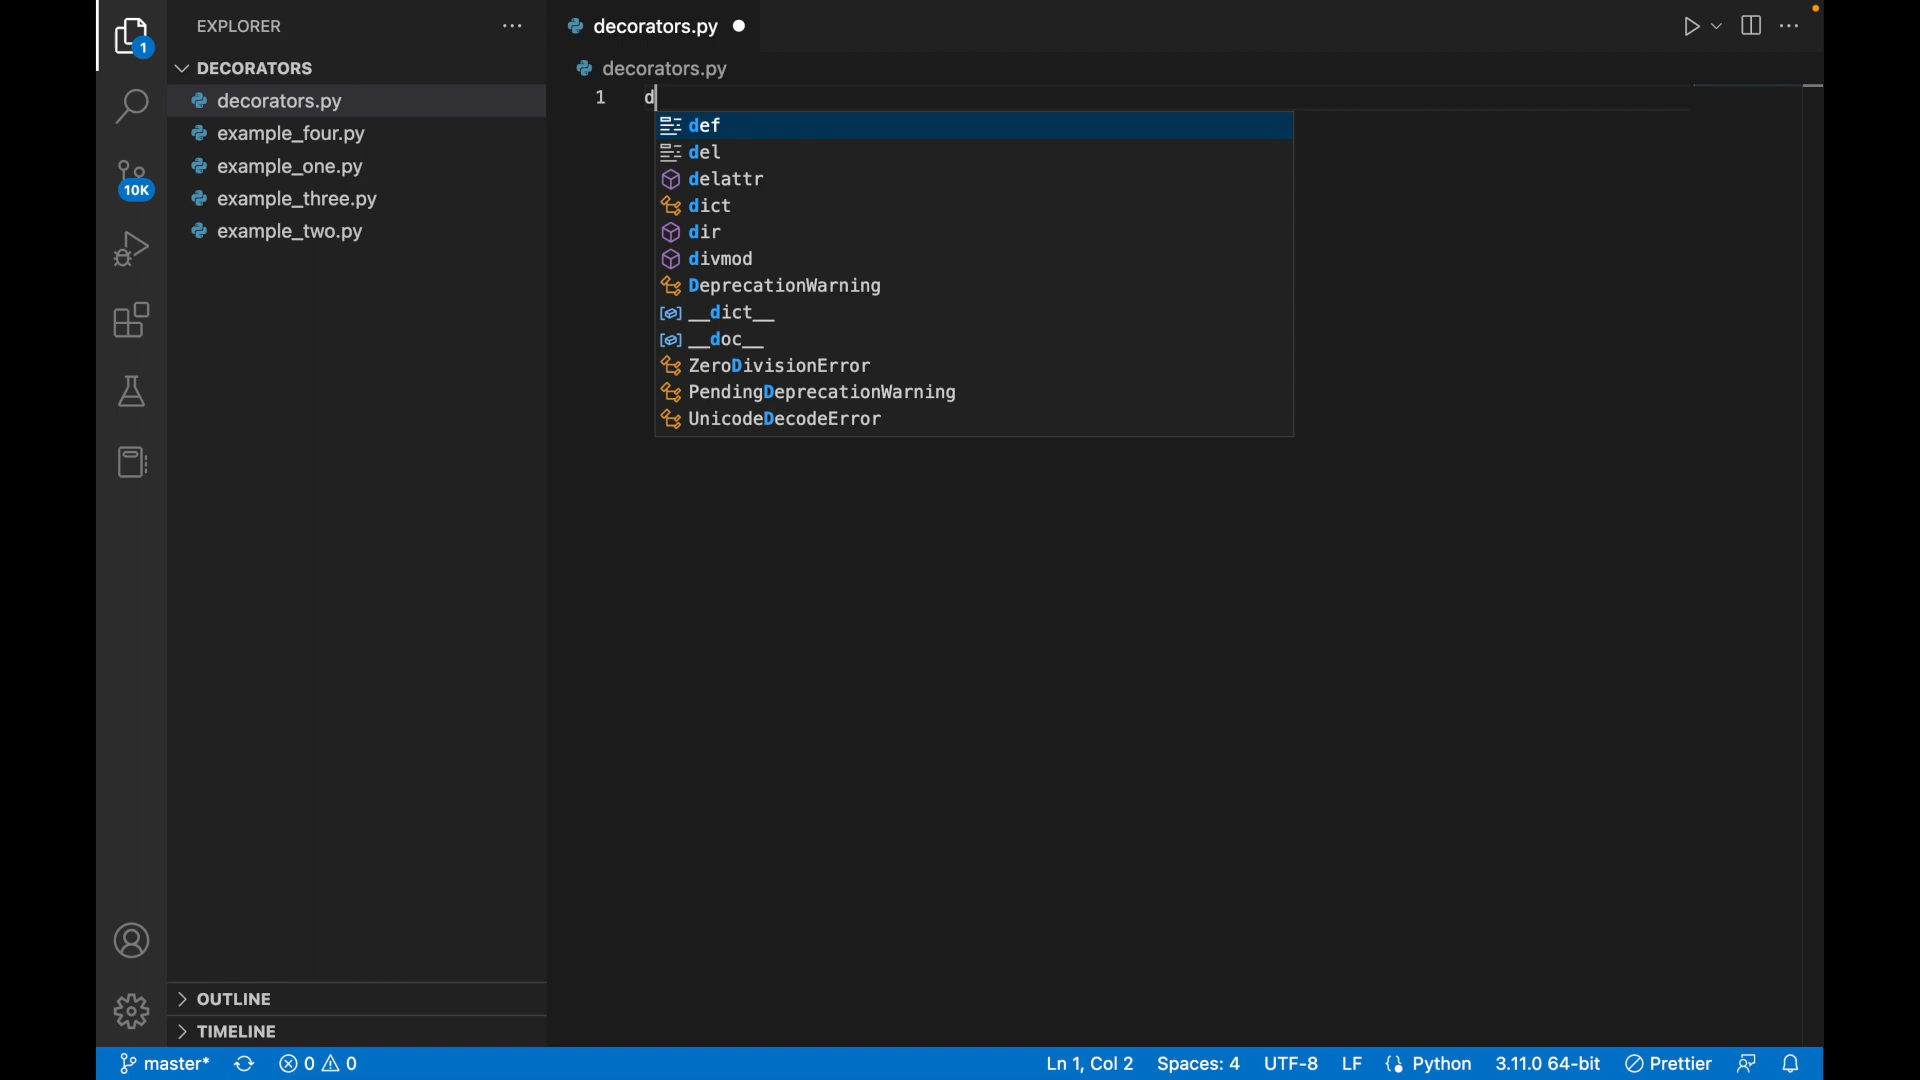 EXPLORER
DECORATORS
decorators.py
example_four.py
example_one.py
example_three.py
example_two.py
OUTLINE
TIMELINE
1
10K
decorators.py
decorators.py
1 d
def
del
delattr
dict
dir
divmod
DeprecationWarning
__dict__
__doc__
ZeroDivisionError
PendingDeprecationWarning
UnicodeDecodeError
master* 0 0 Ln 1, Col 2 Spaces: 4 UTF-8 LF {} Python 3.11.0 64-bit Prettier